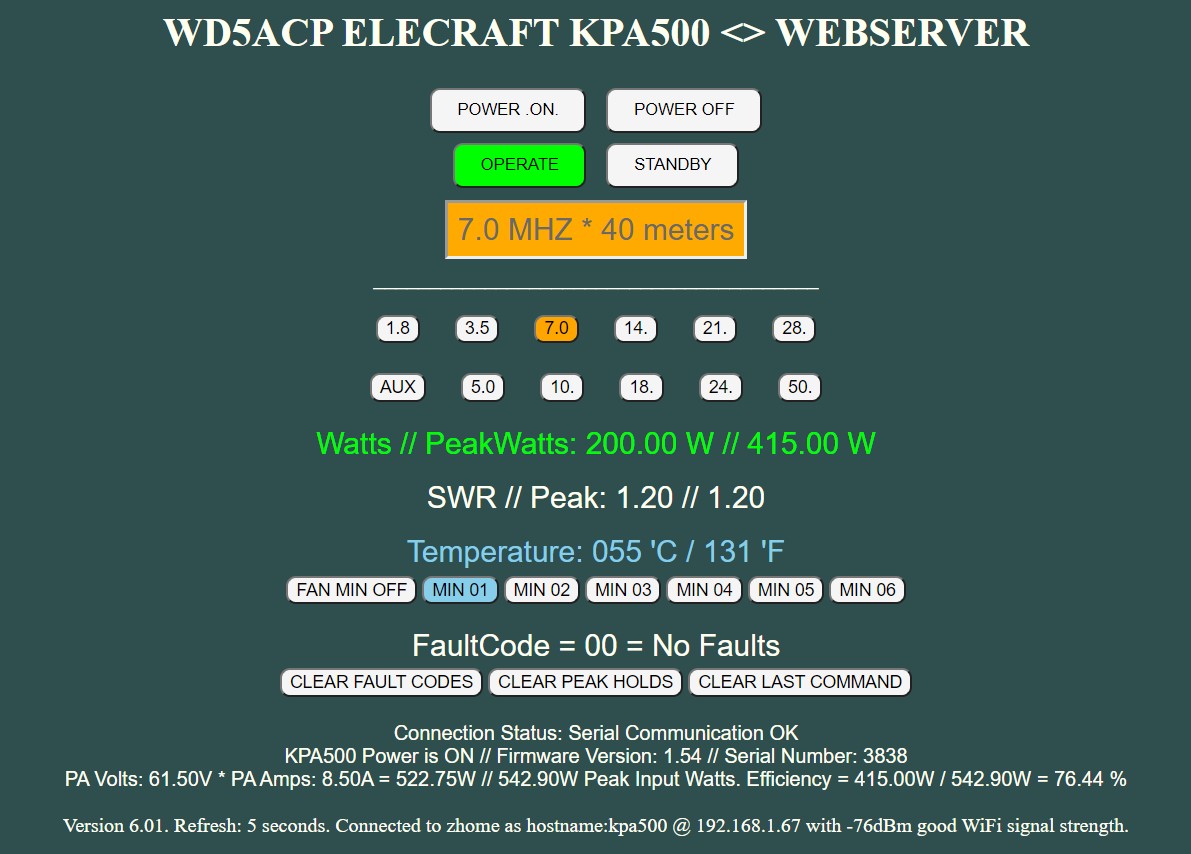 WD5ACP ELECRAFT KPA500 <> WEBSERVER
POWER .ON. POWER OFF
OPERATE STANDBY
7.0 MHZ * 40 meters
1.8 3.5 7.0 14. 21. 28.
AUX 5.0 10. 18. 24. 50.
Watts // PeakWatts: 200.00 W // 415.00 W
SWR // Peak: 1.20 // 1.20
Temperature: 055 'C / 131 'F
FAN MIN OFF MIN 01 MIN 02 MIN 03 MIN 04 MIN 05 MIN 06
FaultCode = 00 = No Faults
CLEAR FAULT CODES CLEAR PEAK HOLDS CLEAR LAST COMMAND
Connection Status: Serial Communication OK
KPA500 Power is ON // Firmware Version: 1.54 // Serial Number: 3838
PA Volts: 61.50V * PA Amps: 8.50A = 522.75W // 542.90W Peak Input Watts. Efficiency = 415.00W / 542.90W = 76.44 %
Version 6.01. Refresh: 5 seconds. Connected to zhome as hostname:kpa500 @ 192.168.1.67 with -76dBm good WiFi signal strength.